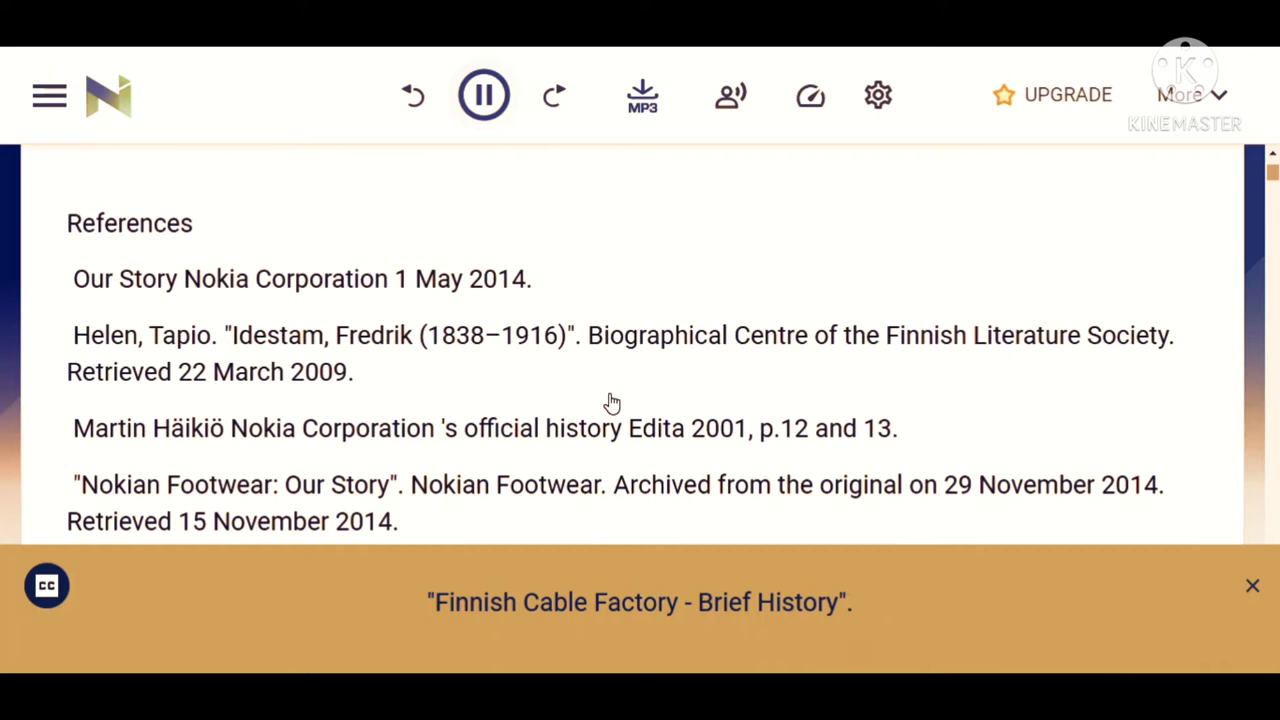 MP3
UPGRADE
More
KINEMASTER
References
Our Story Nokia Corporation 1 May 2014.
Helen, Tapio. "Idestam, Fredrik (1838–1916)". Biographical Centre of the Finnish Literature Society.
Retrieved 22 March 2009.
Martin Häikiö Nokia Corporation 's official history Edita 2001, p.12 and 13.
"Nokian Footwear: Our Story". Nokian Footwear. Archived from the original on 29 November 2014.
Retrieved 15 November 2014.
CC
"Finnish Cable Factory - Brief History".